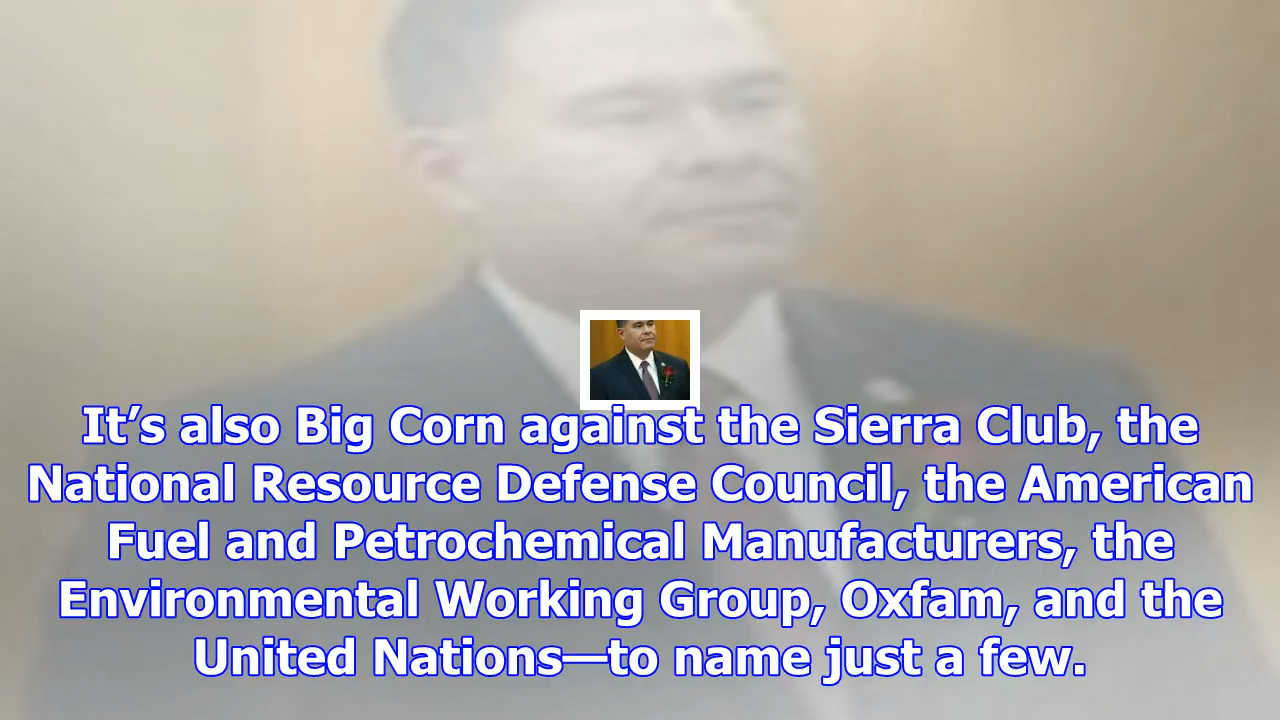 It’s also Big Corn against the Sierra Club, the
National Resource Defense Council, the American
Fuel and Petrochemical Manufacturers, the
Environmental Working Group, Oxfam, and the
United Nations—to name just a few.